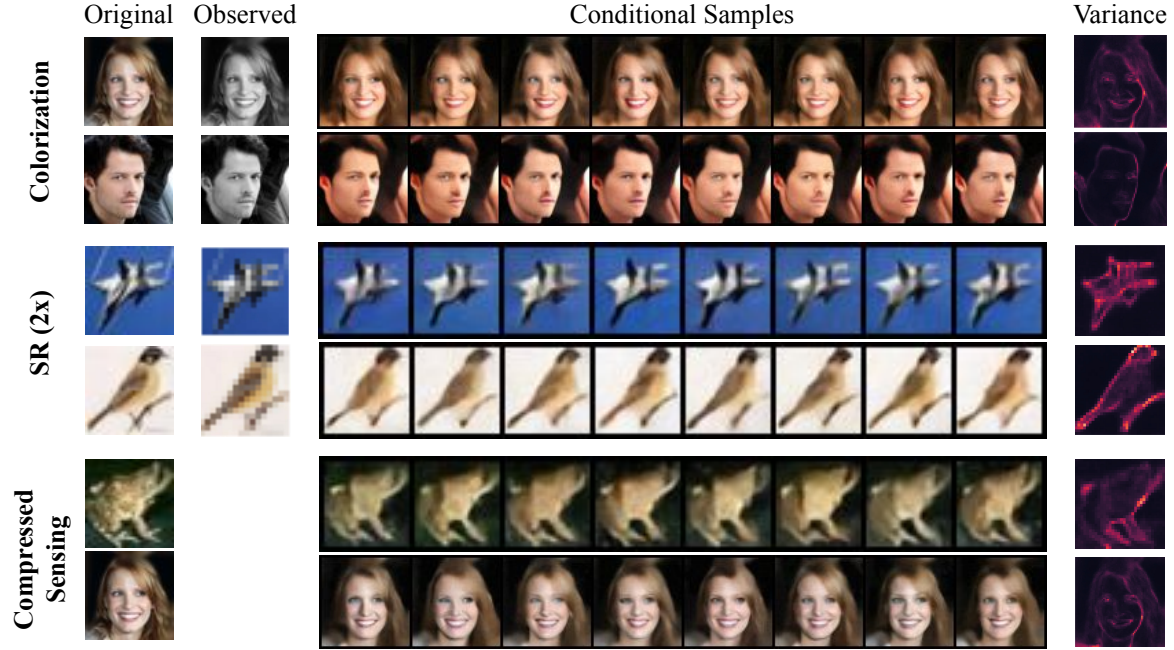 Original Observed Conditional Samples Variance
Colorization
SR (2x)
Compressed
Sensing